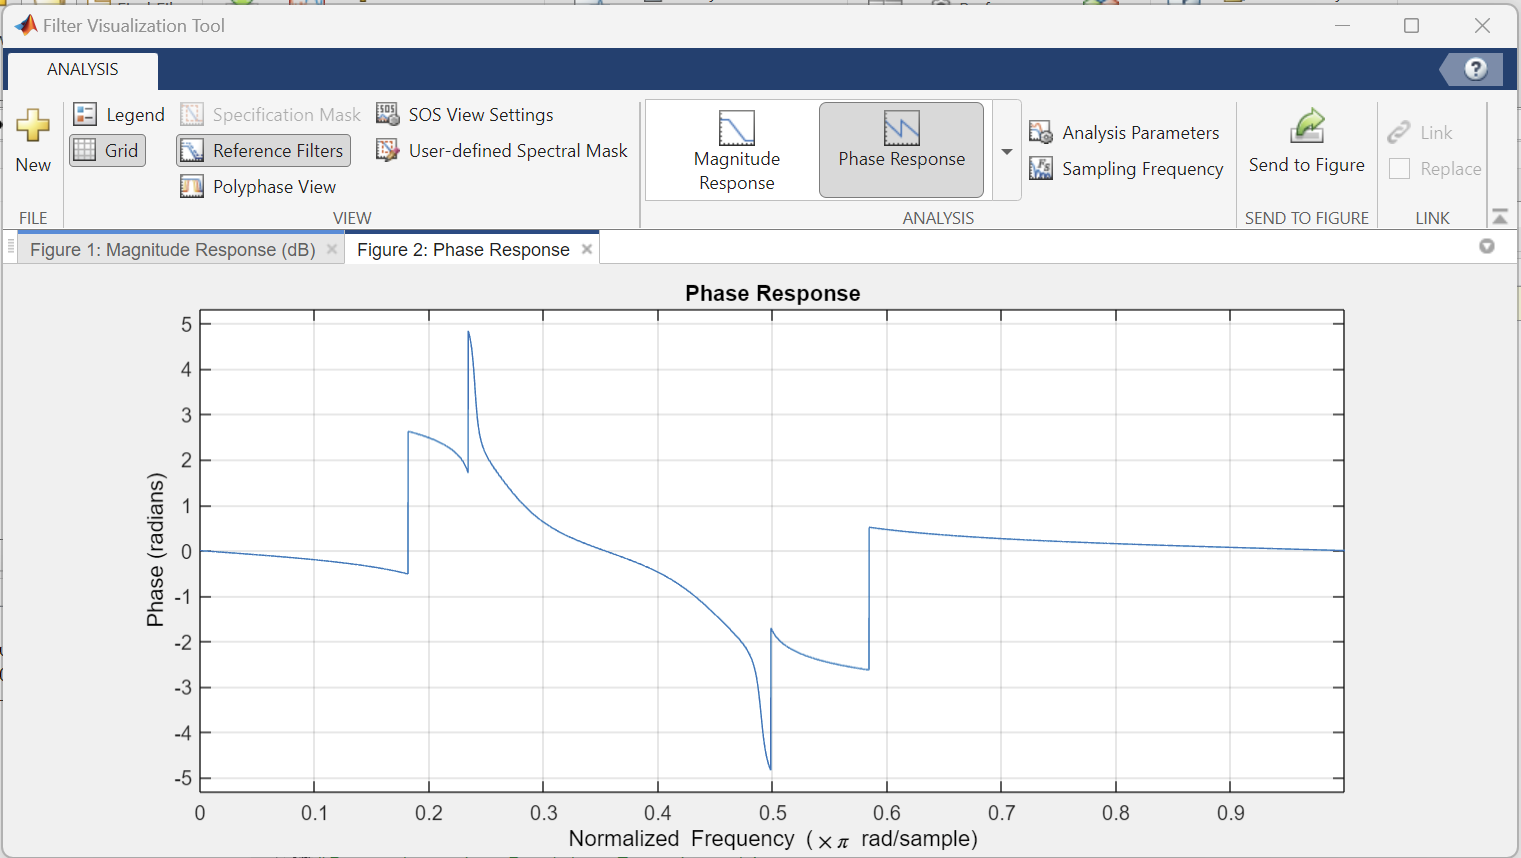 Filter Visualization Tool
ANALYSIS
?
New
Legend
Grid
Specification Mask
Reference Filters
Polyphase View
SOS View Settings
User-defined Spectral Mask
Magnitude
Response
Phase Response
Analysis Parameters
Sampling Frequency
Send to Figure
Link
Replace
FILE
VIEW
ANALYSIS
SEND TO FIGURE
LINK
Figure 1: Magnitude Response (dB)
Figure 2: Phase Response
Phase Response
5
4
3
2
1
0
-1
-2
-3
-4
-5
Phase (radians)
0 0.1 0.2 0.3 0.4 0.5 0.6 0.7 0.8 0.9
Normalized Frequency (×π rad/sample)